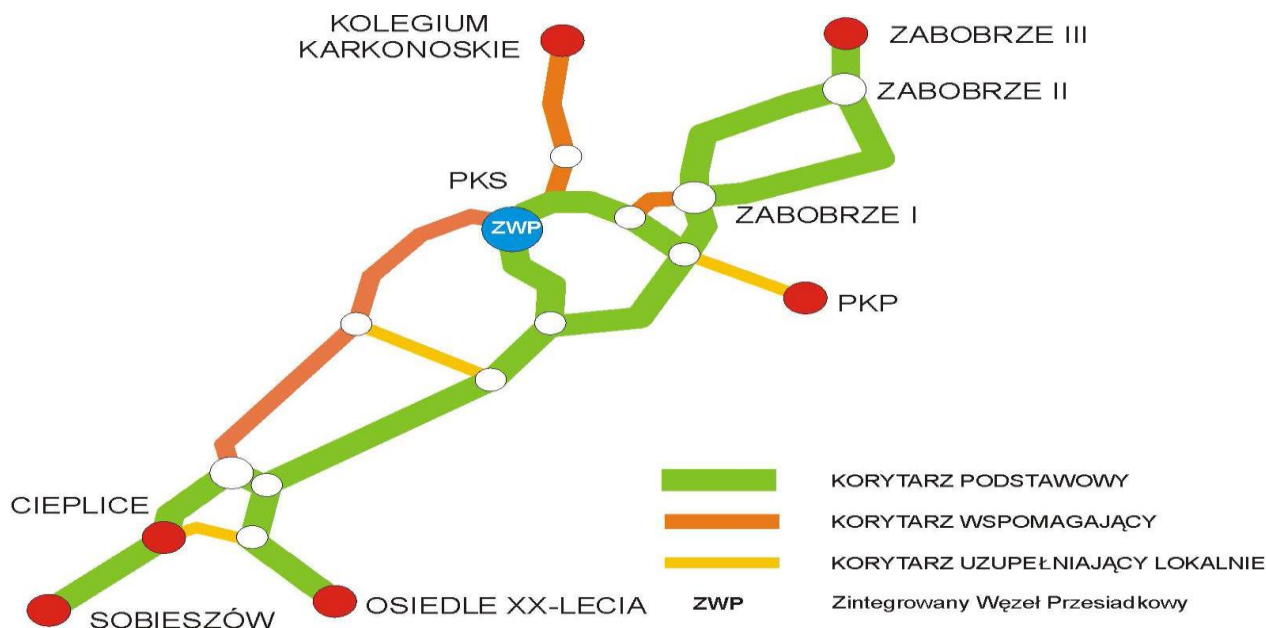 KOLEGIUM
KARKONOSKIE
ZABOBRZE III
ZABOBRZE II
PKS
ZWP
ZABOBRZE I
PKP
CIEPLICE
SOBIESZÓW
OSIEDLE XX-LECIA
KORYTARZ PODSTAWOWY
KORYTARZ WSPOMAGAJĄCY
KORYTARZ UZUPEŁNIAJĄCY LOKALNIE
ZWP Zintegrowany Węzeł Przesiadkowy